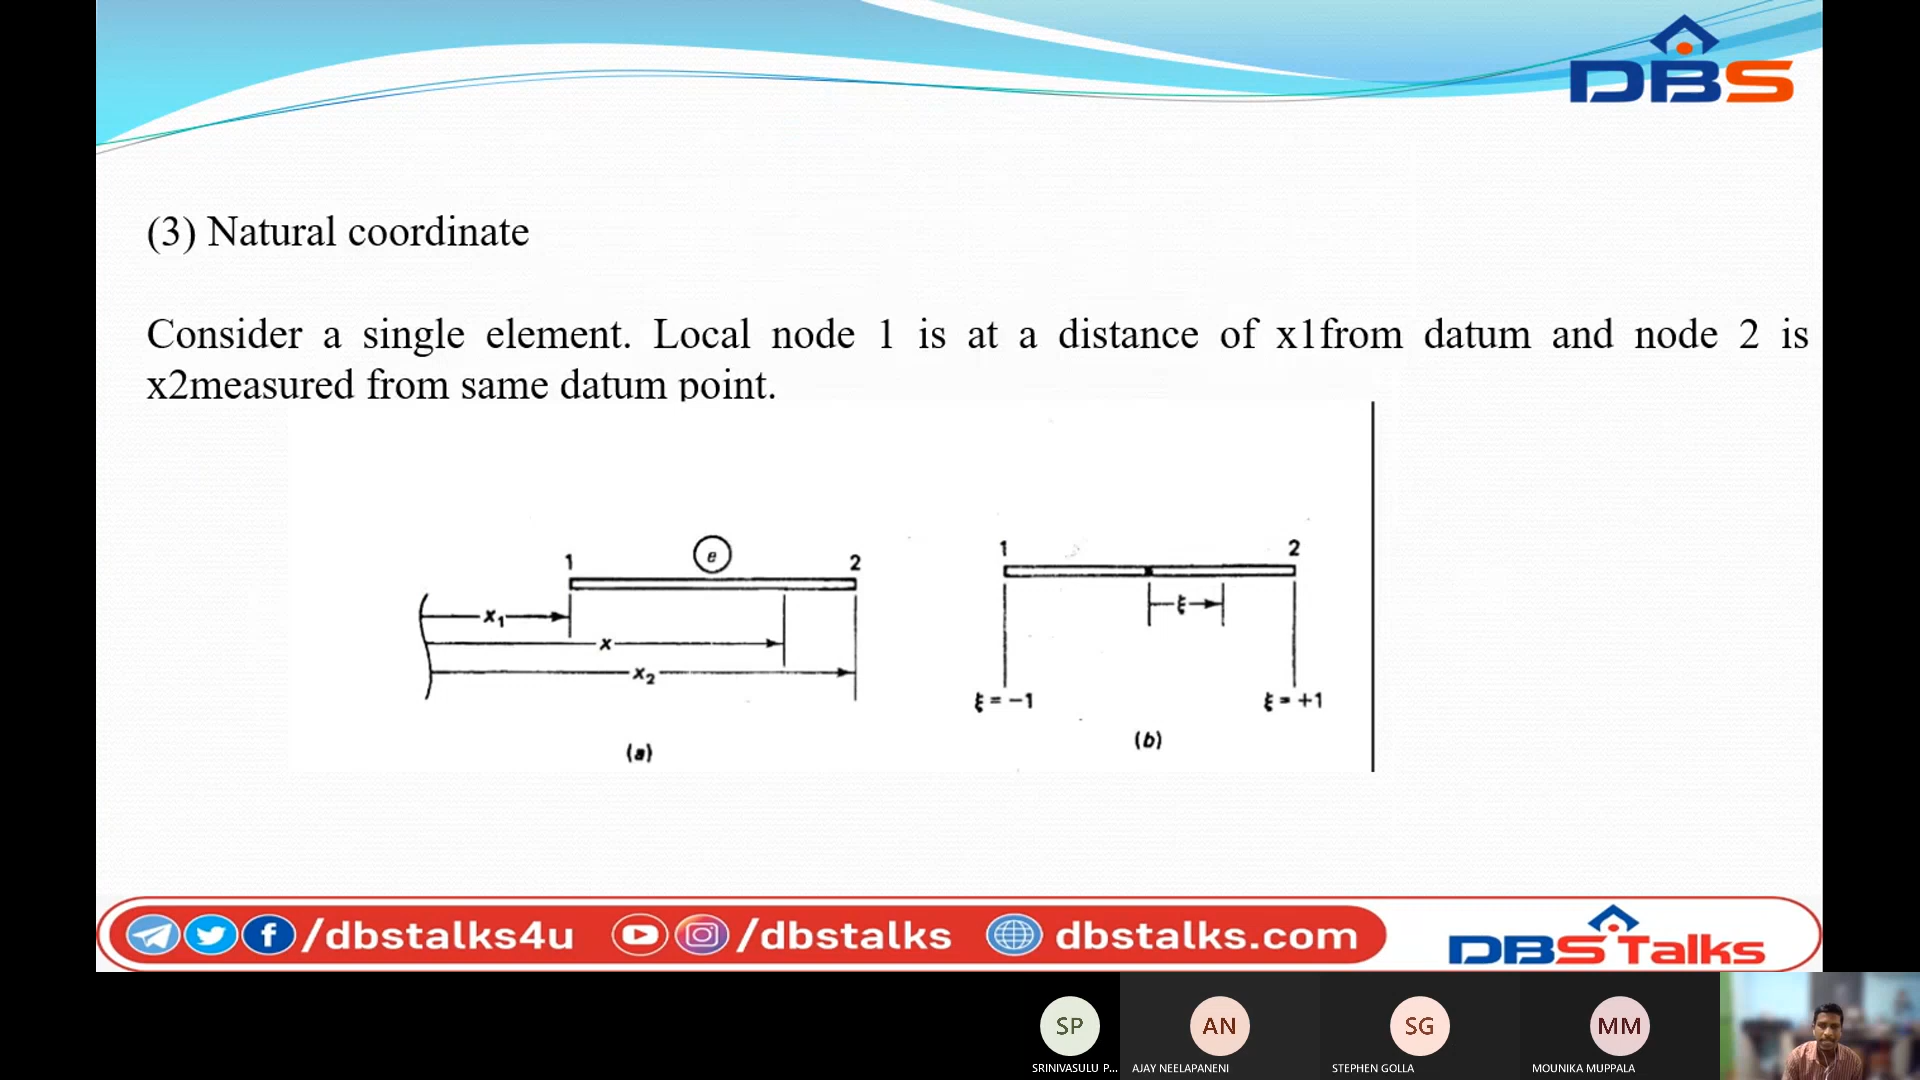 DBS
(3) Natural coordinate
Consider a single element. Local node 1 is at a distance of x1from datum and node 2 is
x2measured from same datum point.
1
e
2
x₁
x
x₂
(a)
1
2
ξ
ξ = -1
ξ = +1
(b)
/dbstalks4u
/dbstalks
dbstalks.com
DBS Talks
SP
AN
SG
MM
SRINIVASULU P...
AJAY NEELAPANENI
STEPHEN GOLLA
MOUNIKA MUPPALA